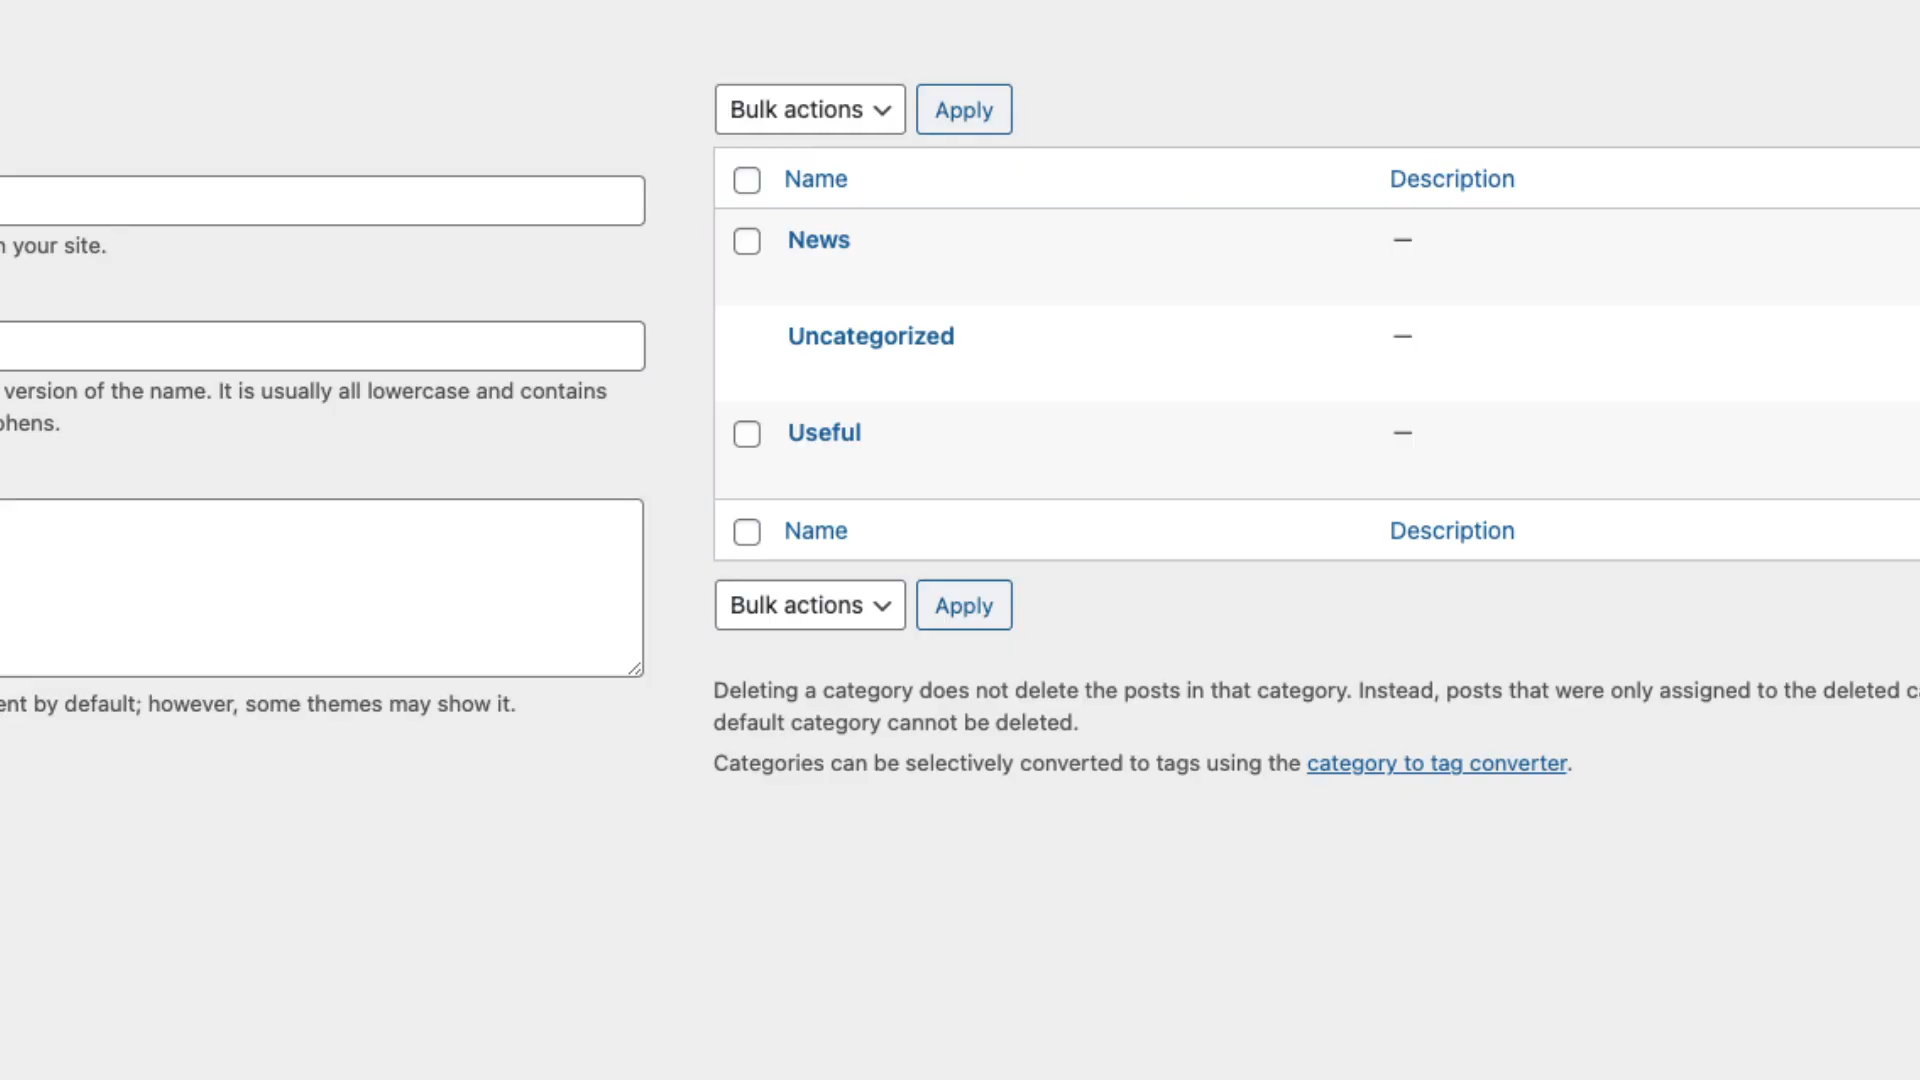 Bulk actions Apply
Name Description
News —
Uncategorized —
Useful —
Name Description
Bulk actions Apply
your site.
version of the name. It is usually all lowercase and contains
by default; however, some themes may show it.
Deleting a category does not delete the posts in that category. Instead, posts that were only assigned to the deleted
default category cannot be deleted.
Categories can be selectively converted to tags using the category to tag converter.